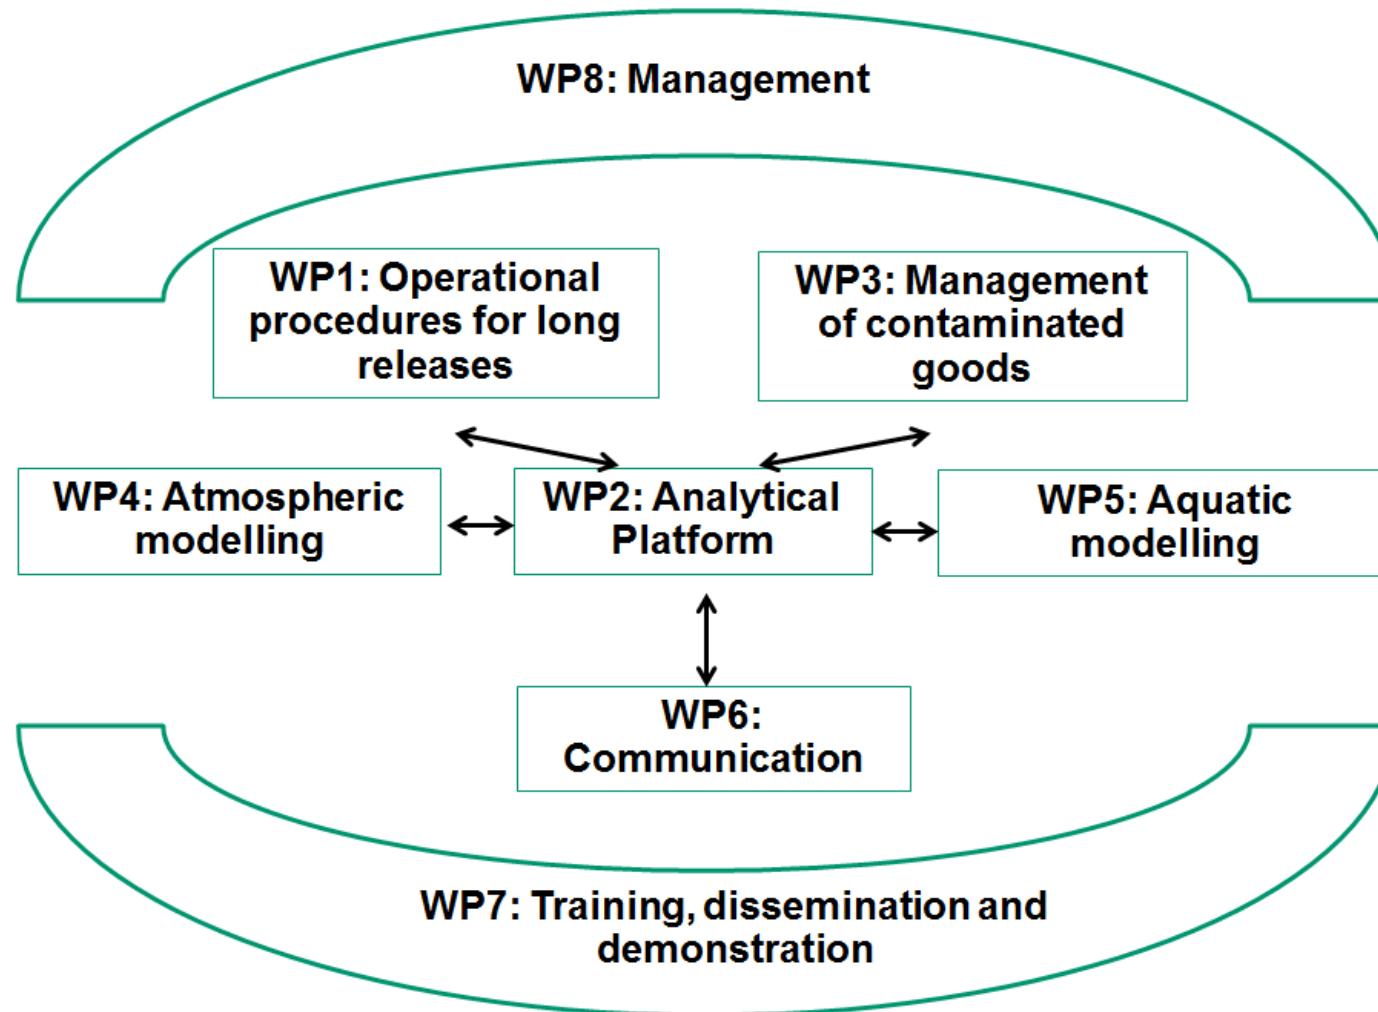 WP8: Management
WP1: Operational
procedures for long
releases
WP3: Management
of contaminated
goods
WP4: Atmospheric
modelling
WP2: Analytical
Platform
WP5: Aquatic
modelling
WP6:
Communication
WP7: Training, dissemination and
demonstration